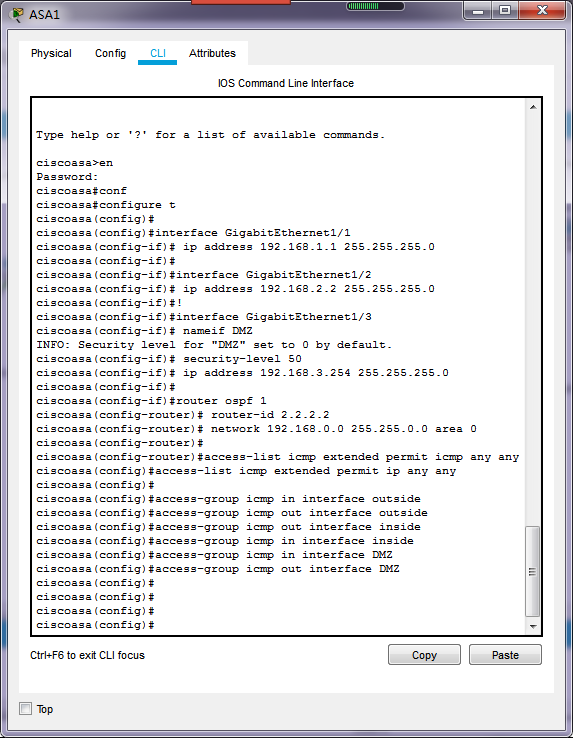 ASA1
Physical Config CLI Attributes
IOS Command Line Interface
Type help or '?' for a list of available commands.
ciscoasa>en
Password:
ciscoasa#conf
ciscoasa#configure t
ciscoasa(config)#
ciscoasa(config)#interface GigabitEthernet1/1
ciscoasa(config-if)# ip address 192.168.1.1 255.255.255.0
ciscoasa(config-if)#
ciscoasa(config-if)#interface GigabitEthernet1/2
ciscoasa(config-if)# ip address 192.168.2.2 255.255.255.0
ciscoasa(config-if)#!
ciscoasa(config-if)#interface GigabitEthernet1/3
ciscoasa(config-if)# nameif DMZ
INFO: Security level for "DMZ" set to 0 by default.
ciscoasa(config-if)# security-level 50
ciscoasa(config-if)# ip address 192.168.3.254 255.255.255.0
ciscoasa(config-if)#
ciscoasa(config-if)#router ospf 1
ciscoasa(config-router)# router-id 2.2.2.2
ciscoasa(config-router)# network 192.168.0.0 255.255.0.0 area 0
ciscoasa(config-router)#
ciscoasa(config-router)#access-list icmp extended permit icmp any any
ciscoasa(config)#access-list icmp extended permit ip any any
ciscoasa(config)#
ciscoasa(config)#access-group icmp in interface outside
ciscoasa(config)#access-group icmp out interface outside
ciscoasa(config)#access-group icmp out interface inside
ciscoasa(config)#access-group icmp in interface inside
ciscoasa(config)#access-group icmp in interface DMZ
ciscoasa(config)#access-group icmp out interface DMZ
ciscoasa(config)#
ciscoasa(config)#
ciscoasa(config)#
ciscoasa(config)#
Ctrl+F6 to exit CLI focus Copy Paste
Top